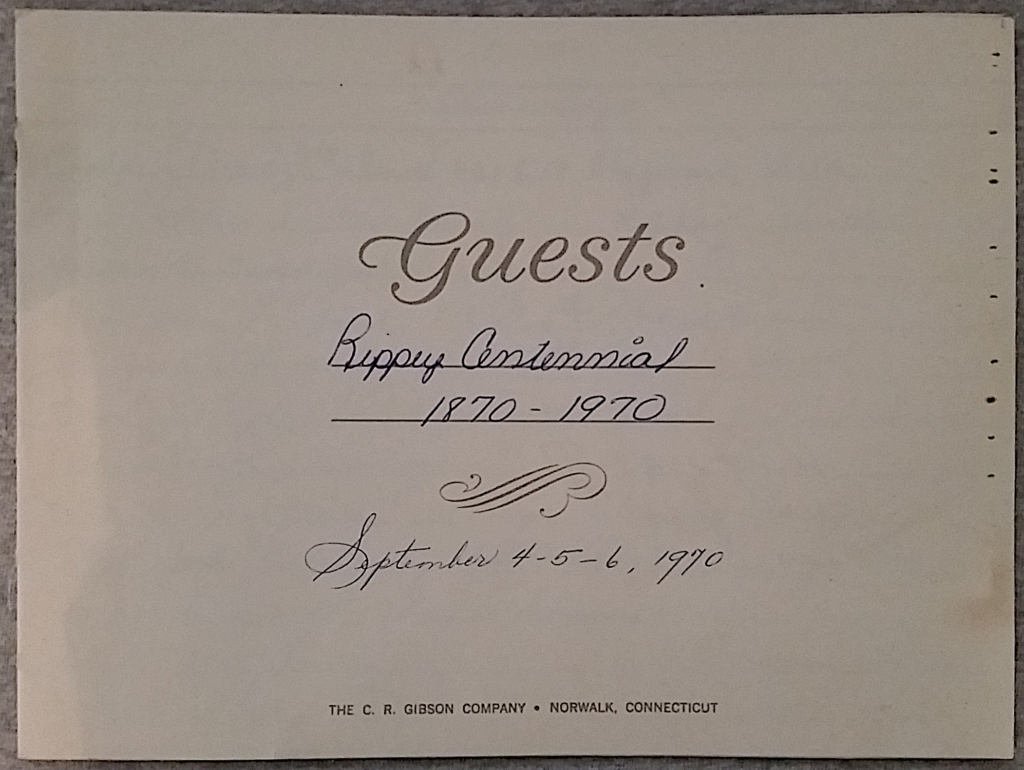 Guests
Rippey Centennial
1870 - 1970
September 4-5-6, 1970
THE C. R. GIBSON COMPANY • NORWALK, CONNECTICUT